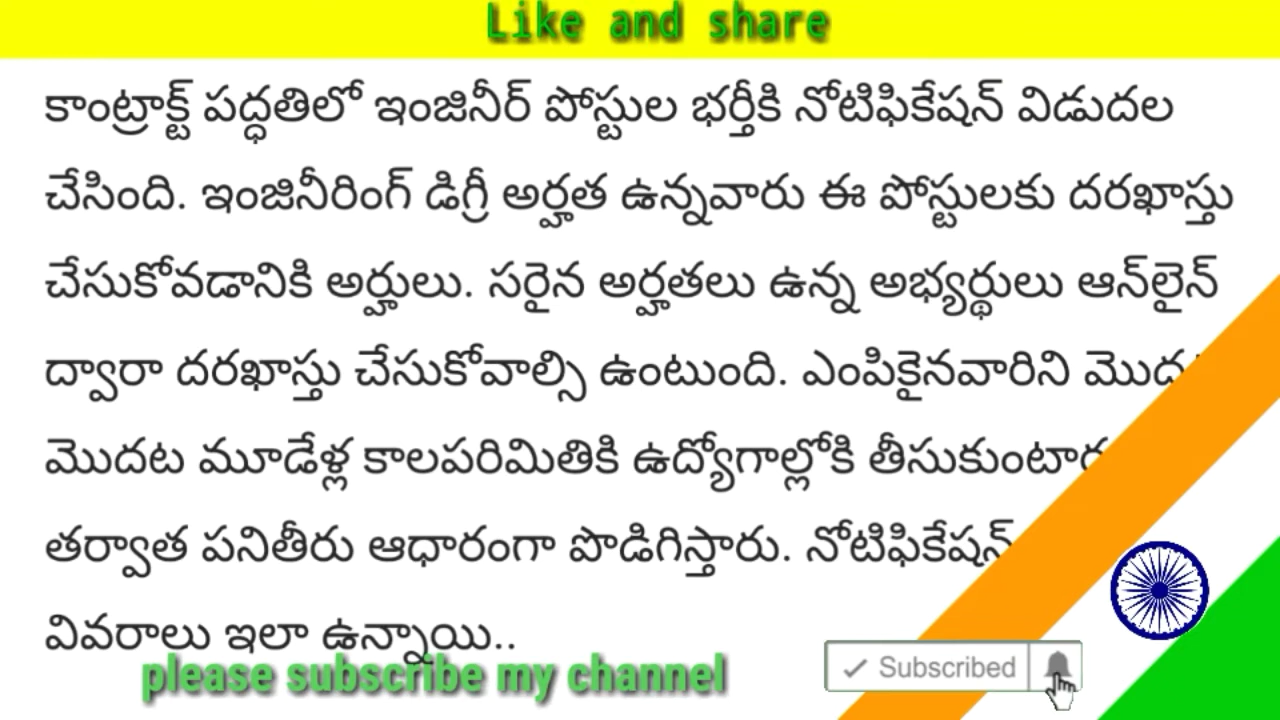 Like and share
కాంట్రాక్ట్ పద్ధతిలో ఇంజినీర్ పోస్టుల భర్తీకి నోటిఫికేషన్ విడుదల
చేసింది. ఇంజినీరింగ్ డిగ్రీ అర్హత ఉన్నవారు ఈ పోస్టులకు దరఖాస్తు
చేసుకోవడానికి అర్హులు. సరైన అర్హతలు ఉన్న అభ్యర్థులు ఆన్‌లైన్
ద్వారా దరఖాస్తు చేసుకోవాల్సి ఉంటుంది. ఎంపికైనవారిని
మొదట మూడేళ్ల కాలపరిమితికి ఉద్యోగాల్లోకి
తర్వాత పనితీరు ఆధారంగా పొడిగిస్తారు. నోటిఫికేషన్
వివరాలు ఇలా ఉన్నాయి..
please subscribe my channel
Subscribed